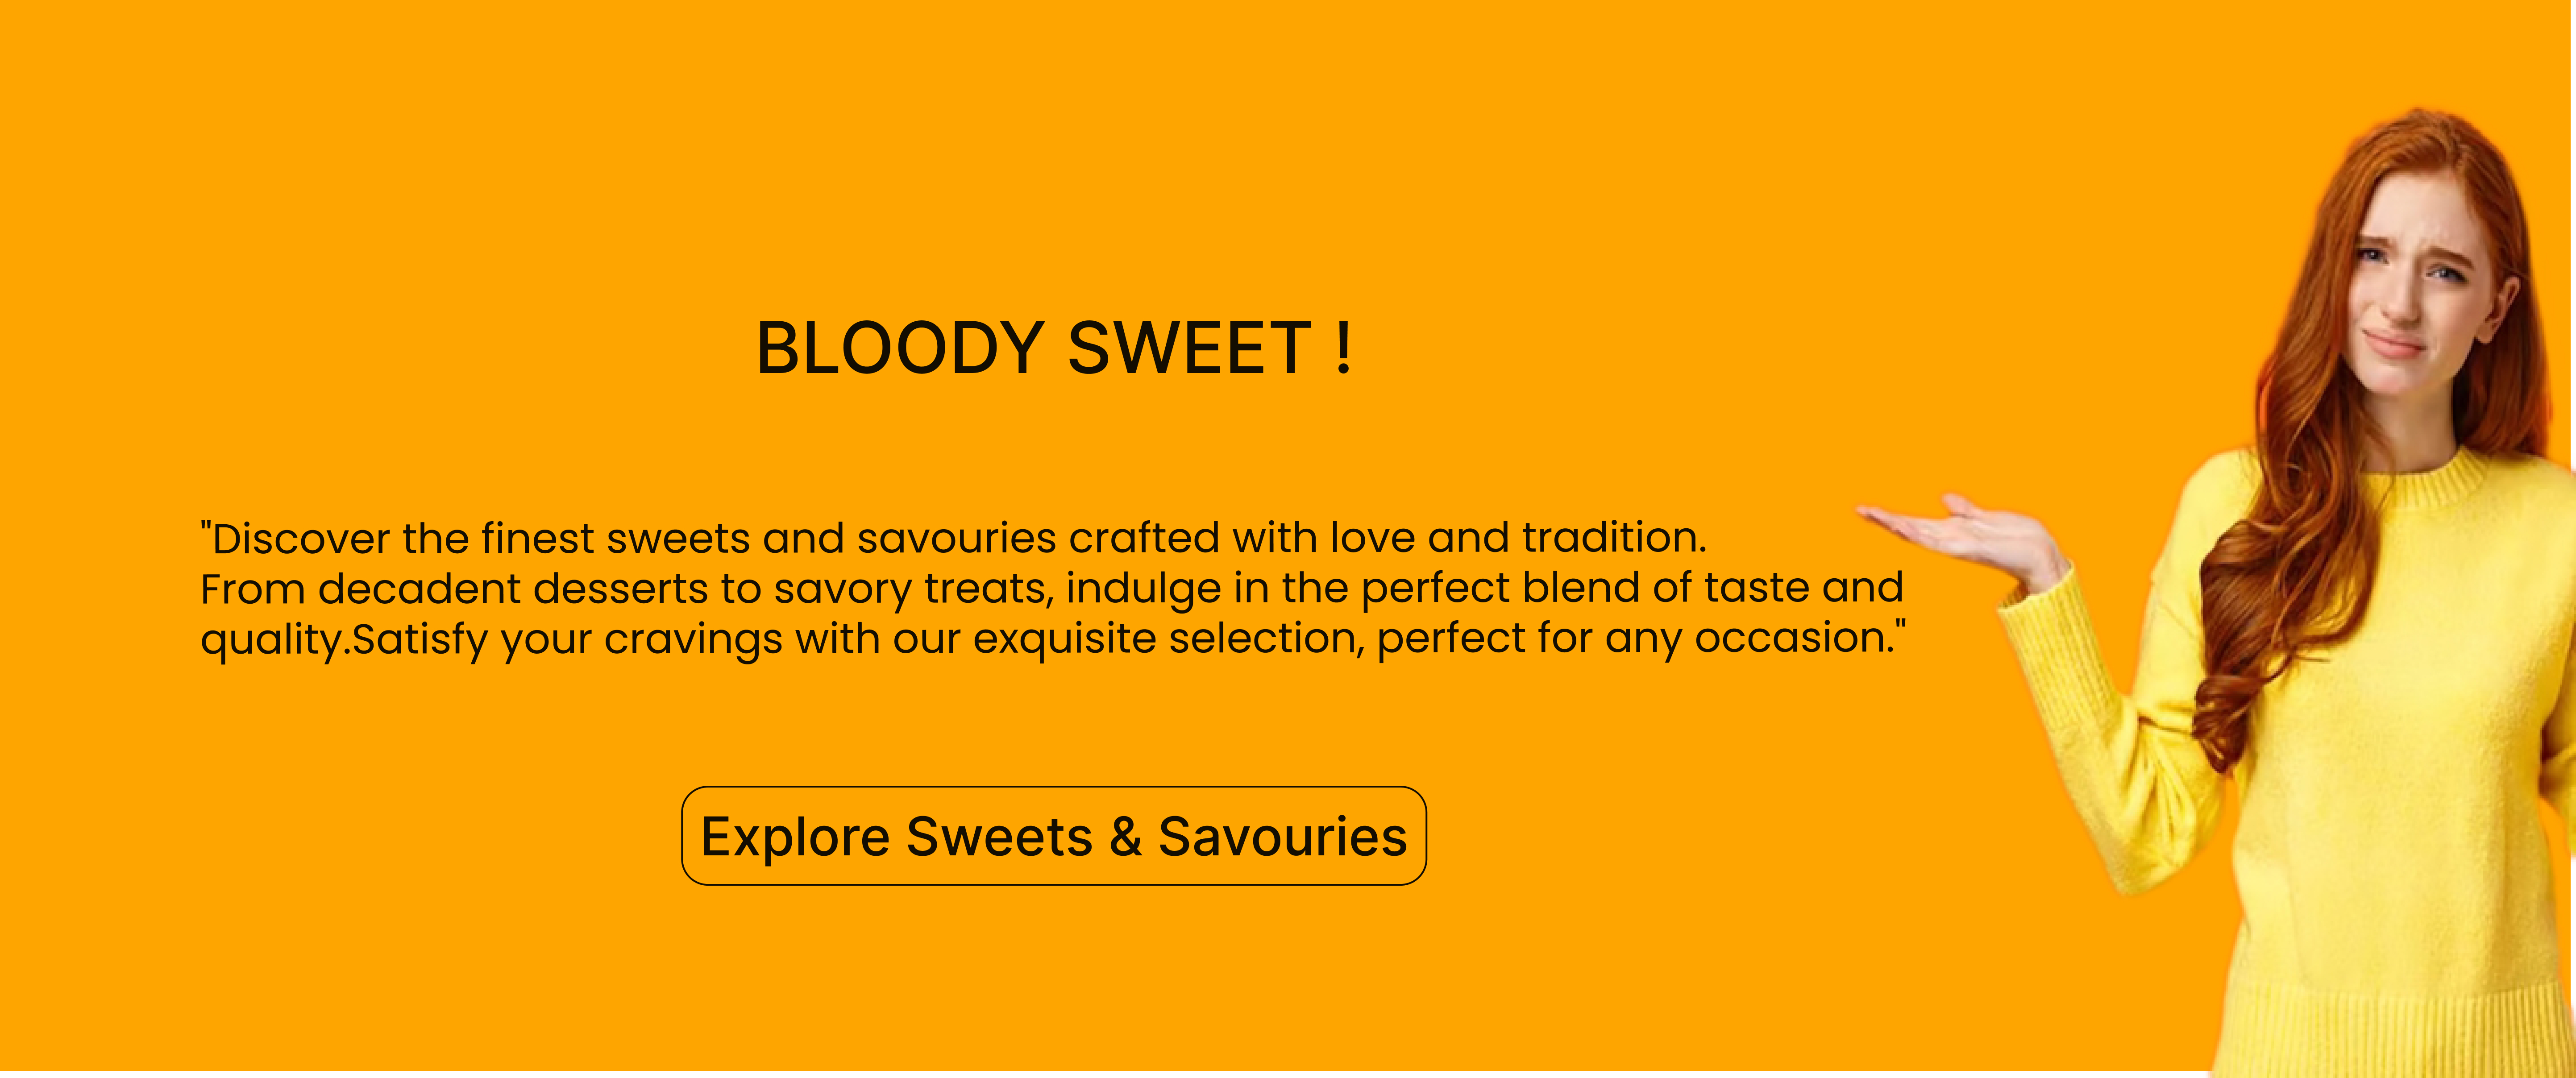 BLOODY SWEET !
"Discover the finest sweets and savouries crafted with love and tradition.
From decadent desserts to savory treats, indulge in the perfect blend of taste and
quality.Satisfy your cravings with our exquisite selection, perfect for any occasion."
Explore Sweets & Savouries